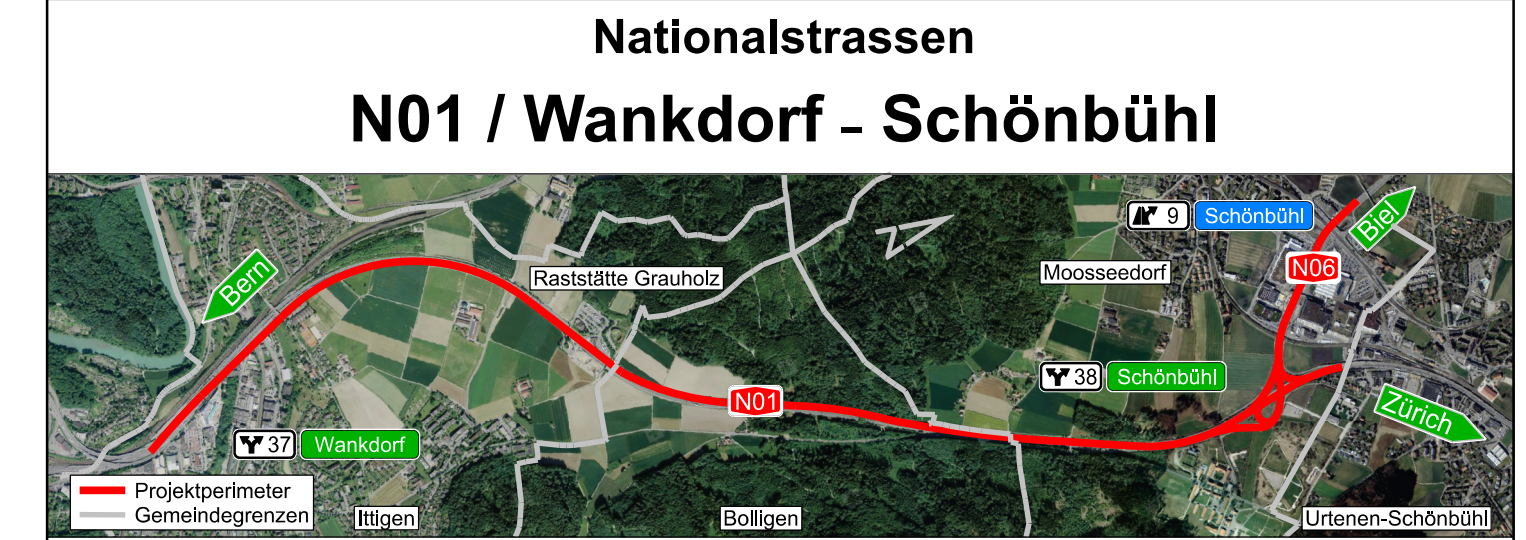 Nationalstrassen
N01 / Wankdorf - Schönbühl
9 Schönbühl
Biel
Bern
Raststätte Grauholz
Moosseedorf
N06
38 Schönbühl
N01
Zürich
37 Wankdorf
Projektperimeter
Gemeindegrenzen
Ittigen
Bolligen
Urtenen-Schönbühl